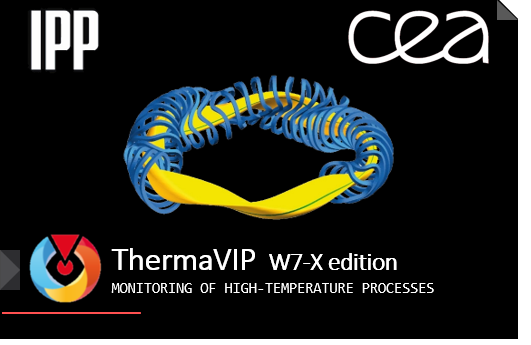 IPP
cea
ThermaVIP W7-X edition
MONITORING OF HIGH-TEMPERATURE PROCESSES